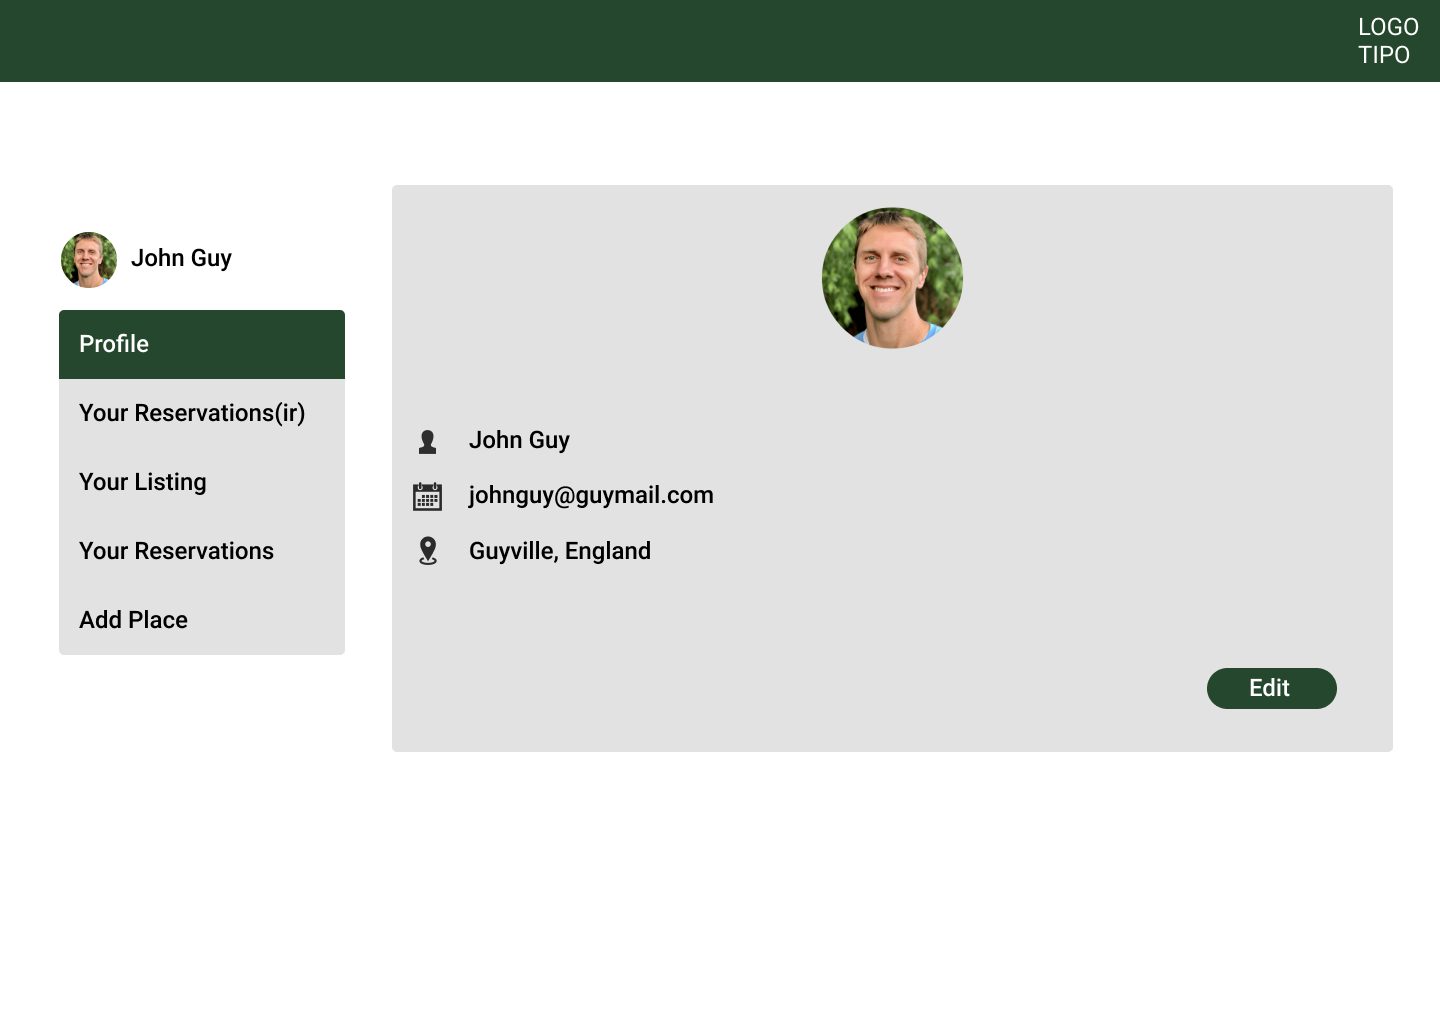 LOGO
TIPO
John Guy
Profile
Your Reservations(ir)
Your Listing
Your Reservations
Add Place
John Guy
johnguy@guymail.com
Guyville, England
Edit